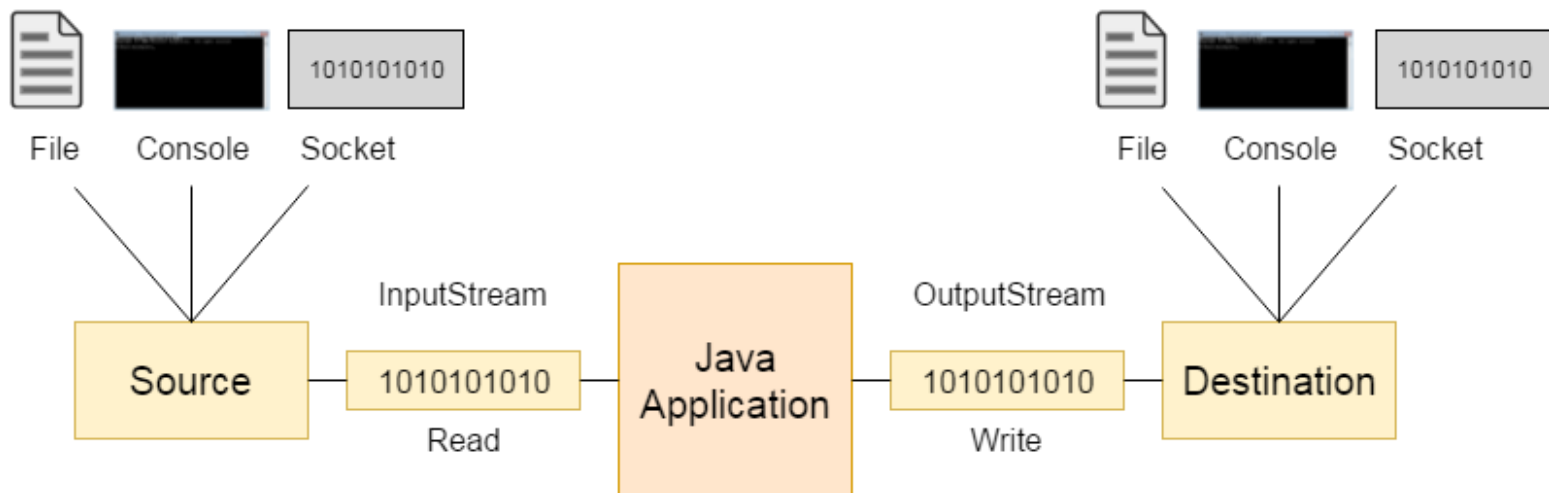 1010101010
1010101010
File Console Socket
File Console Socket
InputStream
OutputStream
Source
1010101010
Java
Application
1010101010
Destination
Read
Write